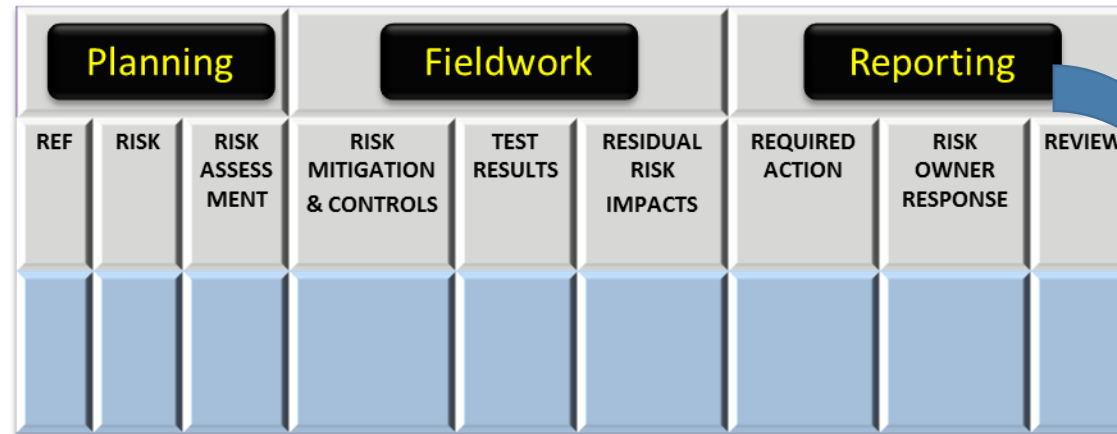 Planning
Fieldwork
Reporting
REF
RISK
RISK
ASSESS
MENT
RISK
MITIGATION
& CONTROLS
TEST
RESULTS
RESIDUAL
RISK
IMPACTS
REQUIRED
ACTION
RISK
OWNER
RESPONSE
REVIEW